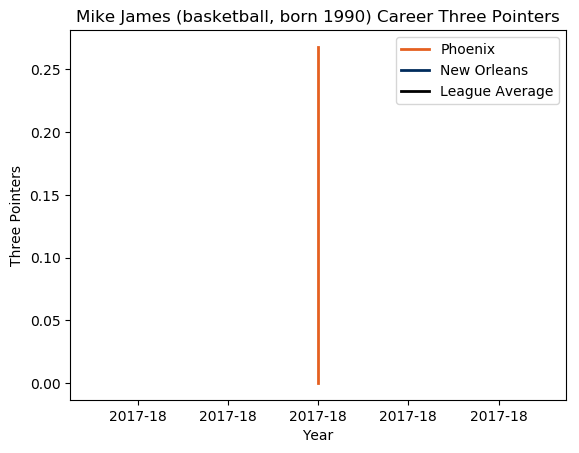 Mike James (basketball, born 1990) Career Three Pointers
Phoenix
New Orleans
League Average
0.25
0.20
0.15
0.10
0.05
0.00
Three Pointers
2017-18 2017-18 2017-18 2017-18 2017-18
Year